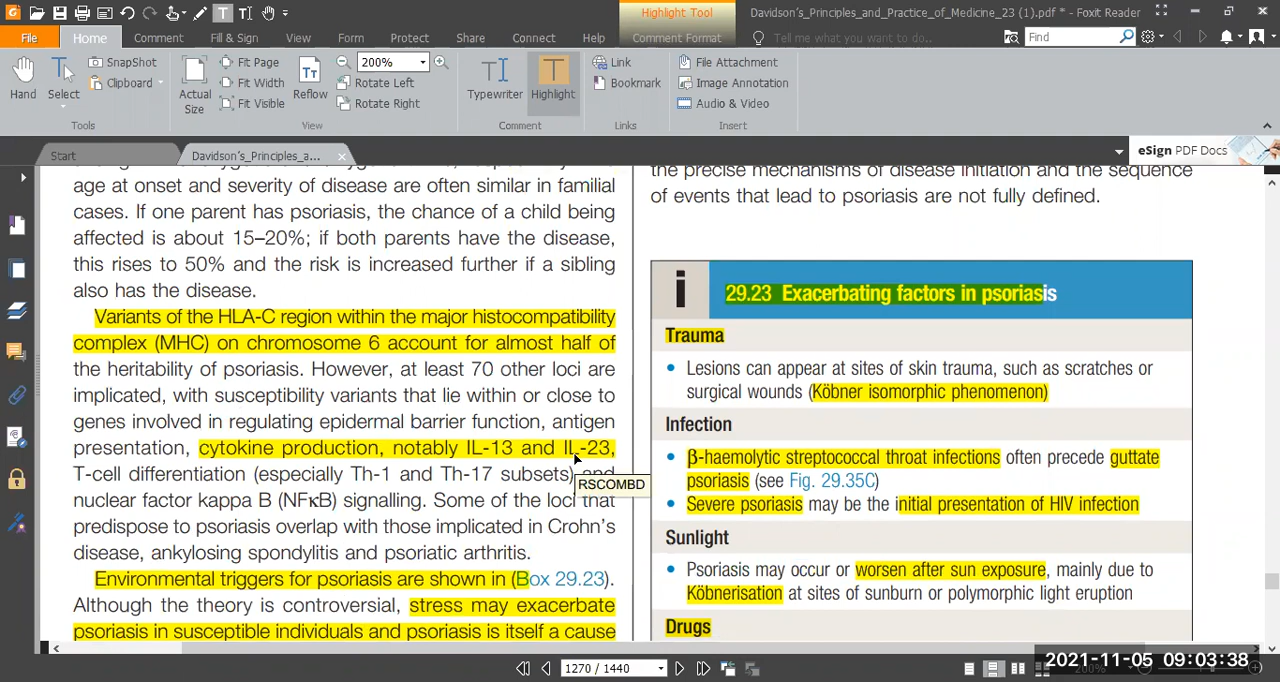 Highlight Tool
Davidson's_Principles_and_Practice_of_Medicine_23 (1).pdf * - Foxit Reader
File Home Comment Fill & Sign View Form Protect Share Connect Help
Comment Format
Tell me what you want to do..
Find
Hand
Select
SnapShot
Clipboard
Tools
Actual Size
Fit Page
Fit Width
Fit Visible
Reflow
200%
Rotate Left
Rotate Right
View
Typewriter
Highlight
Comment
Link
Bookmark
Links
File Attachment
Image Annotation
Audio & Video
Insert
Start
Davidson's_Principles_a...
eSign PDF Docs
age at onset and severity of disease are often similar in familial
cases. If one parent has psoriasis, the chance of a child being
affected is about 15–20%; if both parents have the disease,
this rises to 50% and the risk is increased further if a sibling
also has the disease.
Variants of the HLA-C region within the major histocompatibility
complex (MHC) on chromosome 6 account for almost half of
the heritability of psoriasis. However, at least 70 other loci are
implicated, with susceptibility variants that lie within or close to
genes involved in regulating epidermal barrier function, antigen
presentation, cytokine production, notably IL-13 and IL-23,
T-cell differentiation (especially Th-1 and Th-17 subsets) and
RSCOMBD
nuclear factor kappa B (NFκB) signalling. Some of the loci that
predispose to psoriasis overlap with those implicated in Crohn's
disease, ankylosing spondylitis and psoriatic arthritis.
Environmental triggers for psoriasis are shown in (Box 29.23).
Although the theory is controversial, stress may exacerbate
psoriasis in susceptible individuals and psoriasis is itself a cause
the precise mechanisms of disease initiation and the sequence
of events that lead to psoriasis are not fully defined.
i 29.23 Exacerbating factors in psoriasis
Trauma
• Lesions can appear at sites of skin trauma, such as scratches or
surgical wounds (Köbner isomorphic phenomenon)
Infection
• β-haemolytic streptococcal throat infections often precede guttate
psoriasis (see Fig. 29.35C)
• Severe psoriasis may be the initial presentation of HIV infection
Sunlight
• Psoriasis may occur or worsen after sun exposure, mainly due to
Köbnerisation at sites of sunburn or polymorphic light eruption
Drugs
1270 / 1440
2021-11-05 09:03:38